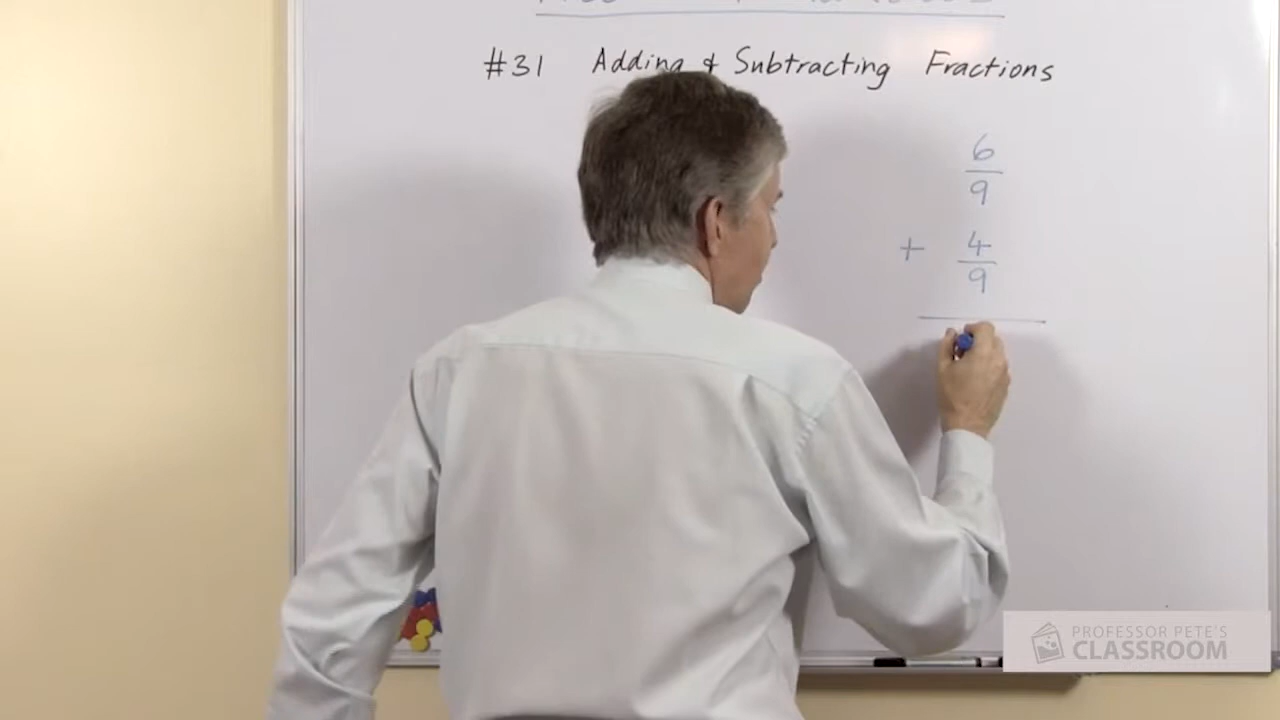 #31 Adding & Subtracting Fractions
6
9
+ 4
9
PROFESSOR PETE'S
CLASSROOM